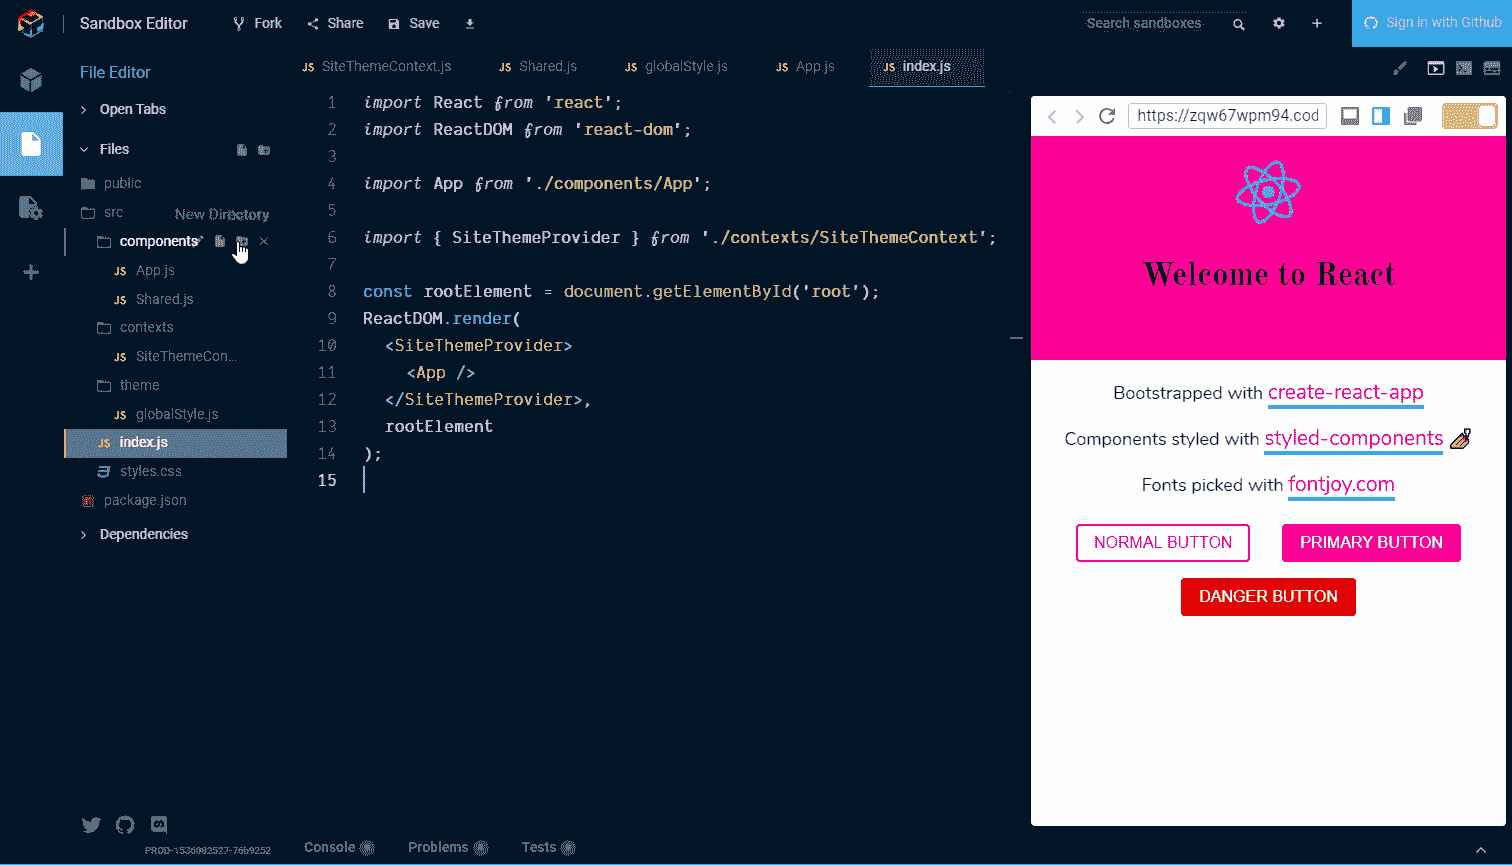 Sandbox Editor Fork Share Save Search sandboxes Sign in with Github
File Editor
Open Tabs
Files
public
src New Directory
components
JS App.js
JS Shared.js
contexts
JS SiteThemeCon...
theme
JS globalStyle.js
JS index.js
styles.css
package.json
Dependencies
PROD-1536992527-76b9252
JS SiteThemeContext.js JS Shared.js JS globalStyle.js JS App.js JS index.js
1 import React from 'react';
2 import ReactDOM from 'react-dom';
3
4 import App from './components/App';
5
6 import { SiteThemeProvider } from './contexts/SiteThemeContext';
7
8 const rootElement = document.getElementById('root');
9 ReactDOM.render(
10 <SiteThemeProvider>
11 <App />
12 </SiteThemeProvider>,
13 rootElement
14 );
15
Console Problems Tests
https://zqw67wpm94.cod
Welcome to React
Bootstrapped with create-react-app
Components styled with styled-components 💅
Fonts picked with fontjoy.com
NORMAL BUTTON PRIMARY BUTTON
DANGER BUTTON